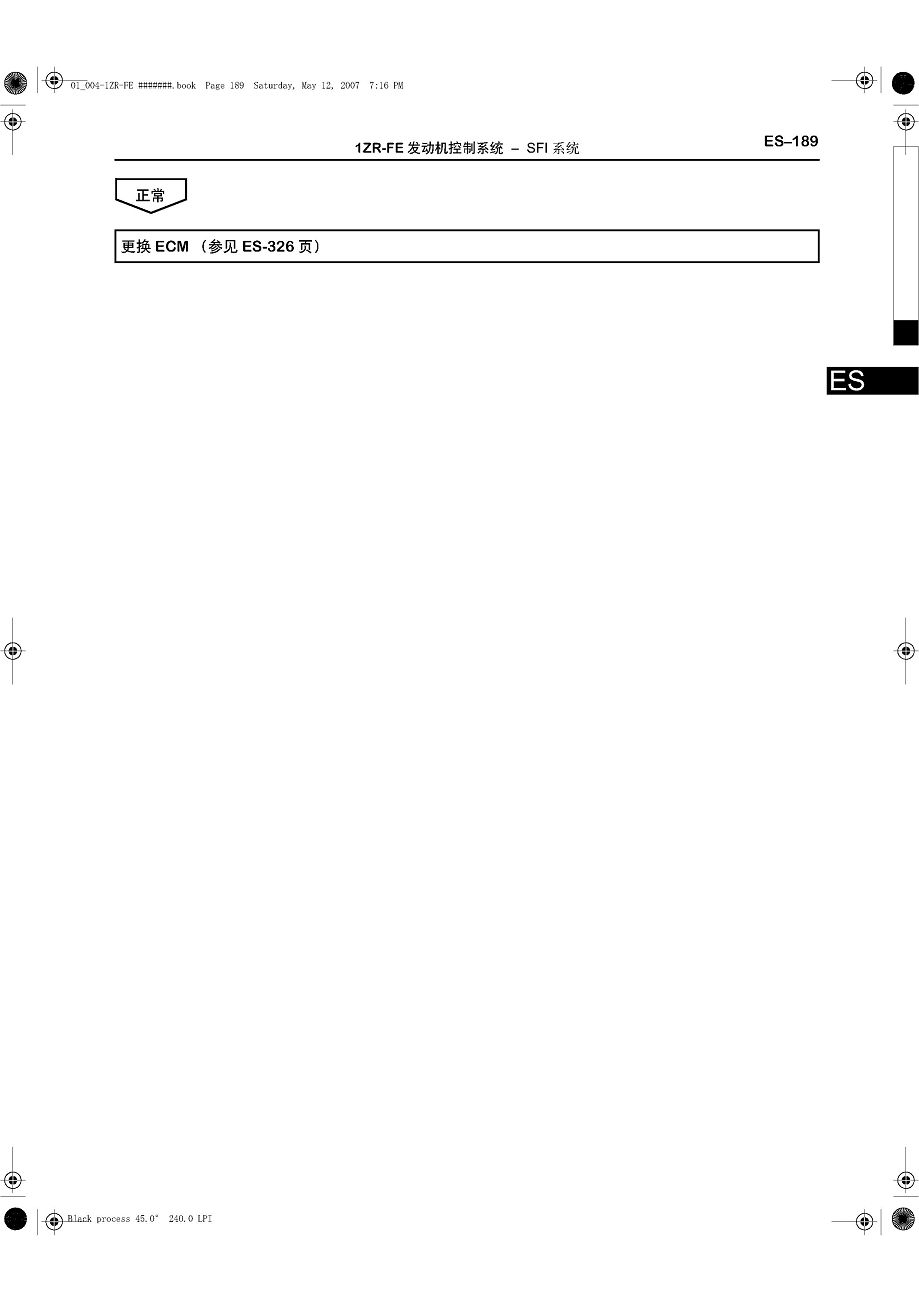 01_004-1ZR-FE #######.book  Page 189  Saturday, May 12, 2007  7:16 PM
1ZR-FE 发动机控制系统 – SFI 系统
ES–189
正常
更换 ECM （参见 ES-326 页）
ES
Black process 45.0° 240.0 LPI